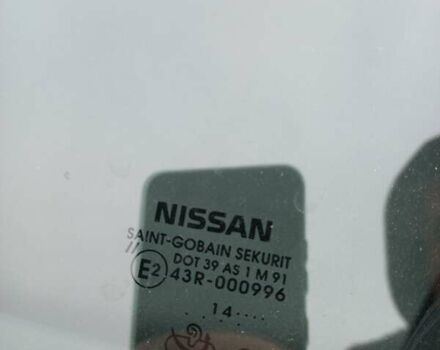 NISSAN
SAINT-GOBAIN SEKURIT
// DOT 39 AS 1 M 91
E2 43R-000996
. 14 ....